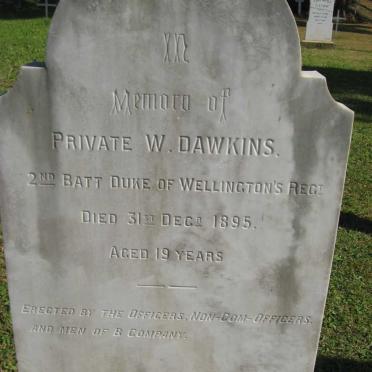 In
Memory of
PRIVATE W. DAWKINS.
2ND BATT DUKE OF WELLINGTON'S REGT
DIED 31ST DECR 1895.
AGED 19 YEARS
ERECTED BY THE OFFICERS, NON-COM-OFFICERS.
AND MEN OF B COMPANY.